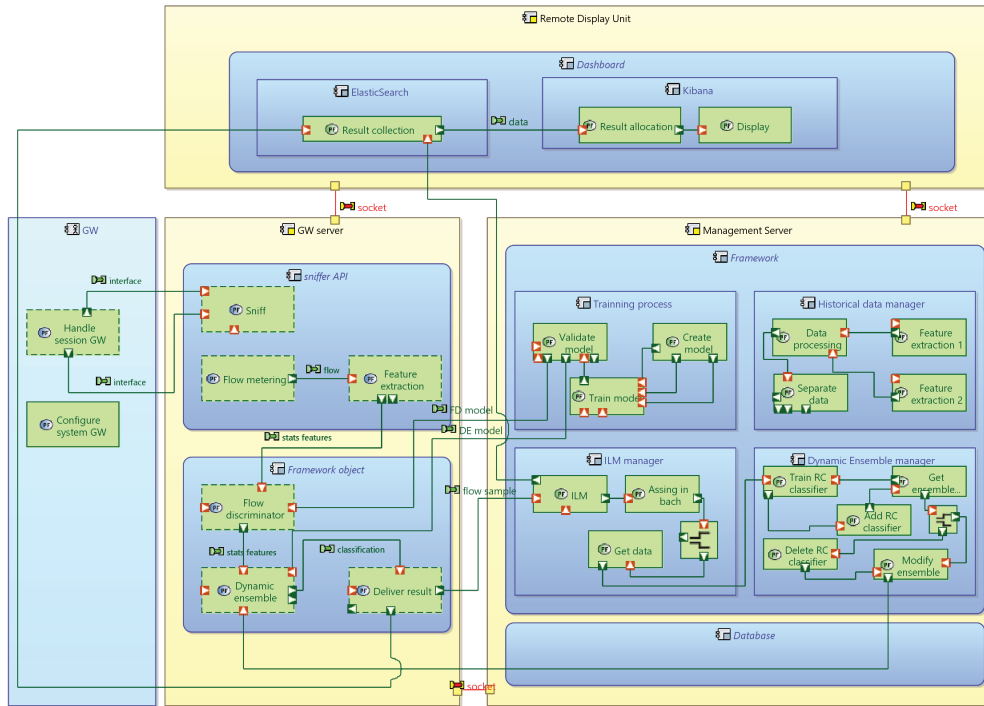 Remote Display Unit
Dashboard
ElasticSearch
Kibana
Result collection
data
Result allocation
Display
socket
socket
GW
GW server
Management Server
sniffer API
Framework
interface
Sniff
Handle
session GW
interface
Flow metering
flow
Feature
extraction
Configure
system GW
stats features
Trainning process
Validate
model
Create
model
Train model
Historical data manager
Data
processing
Feature
extraction 1
Separate
data
Feature
extraction 2
FD model
DE model
Framework object
Flow
discriminator
flow sample
stats features
classification
Dynamic
ensemble
Deliver result
ILM manager
ILM
Assing in
bach
Get data
Dynamic Ensemble manager
Train RC
classifier
Get
ensemble...
Add RC
classifier
Delete RC
classifier
Modify
ensemble
Database
socket